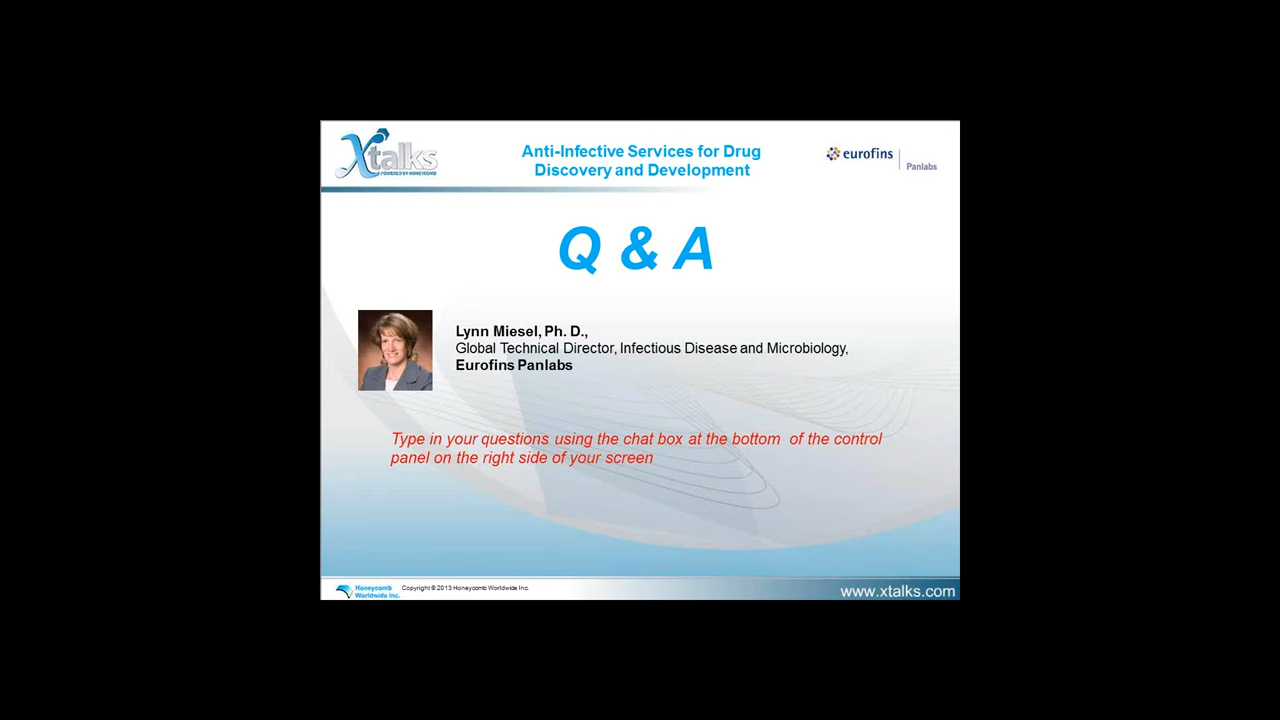 Xtalks
POWERED BY HONEYCOMB
Anti-Infective Services for Drug
Discovery and Development
eurofins
Panlabs
Q & A
Lynn Miesel, Ph. D.,
Global Technical Director, Infectious Disease and Microbiology,
Eurofins Panlabs
Type in your questions using the chat box at the bottom of the control
panel on the right side of your screen
Honeycomb
Worldwide Inc.
Copyright © 2013 Honeycomb Worldwide Inc.
www.xtalks.com